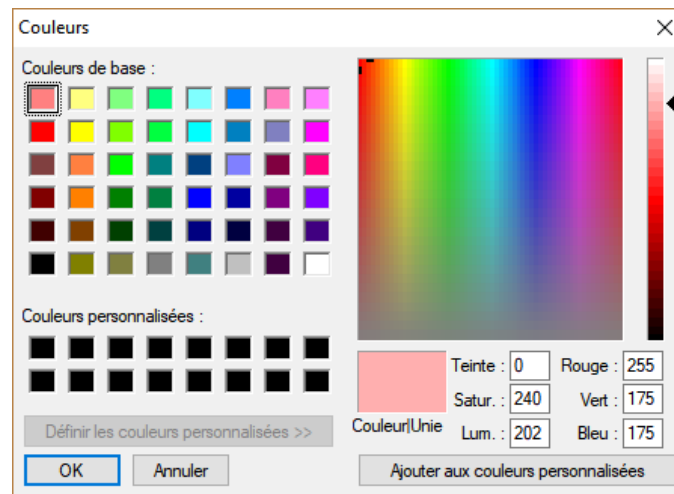 Couleurs
Couleurs de base :
Couleurs personnalisées :
Définir les couleurs personnalisées >>
OK Annuler
Teinte : 0 Rouge : 255
Satur. : 240 Vert : 175
Couleur|Unie Lum. : 202 Bleu : 175
Ajouter aux couleurs personnalisées